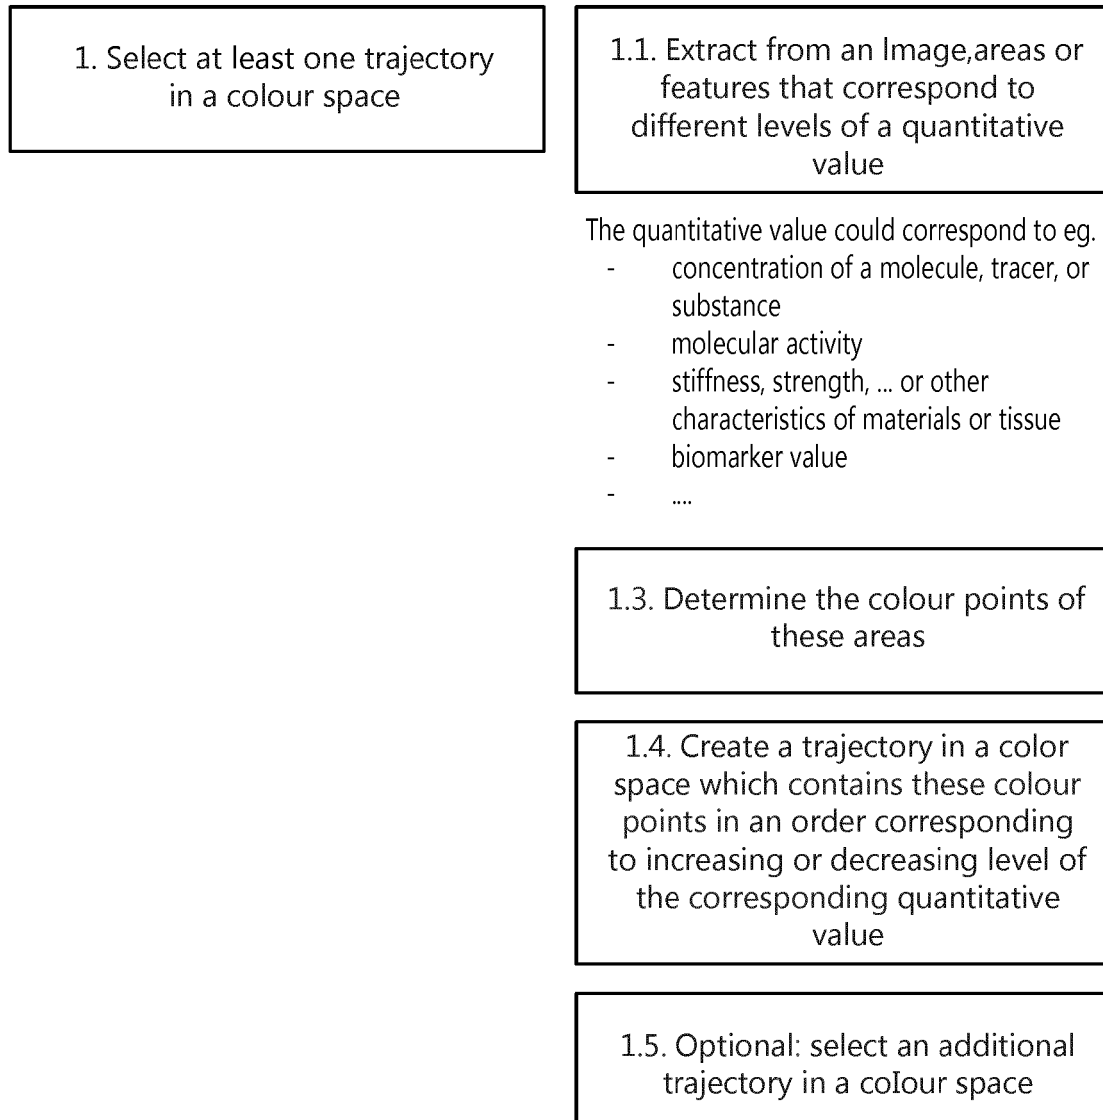 1. Select at least one trajectory
in a colour space
1.1. Extract from an Image,areas or
features that correspond to
different levels of a quantitative
value
The quantitative value could correspond to eg.
- concentration of a molecule, tracer, or
substance
- molecular activity
- stiffness, strength, ... or other
characteristics of materials or tissue
- biomarker value
- ....
1.3. Determine the colour points of
these areas
1.4. Create a trajectory in a color
space which contains these colour
points in an order corresponding
to increasing or decreasing level of
the corresponding quantitative
value
1.5. Optional: select an additional
trajectory in a coIour space